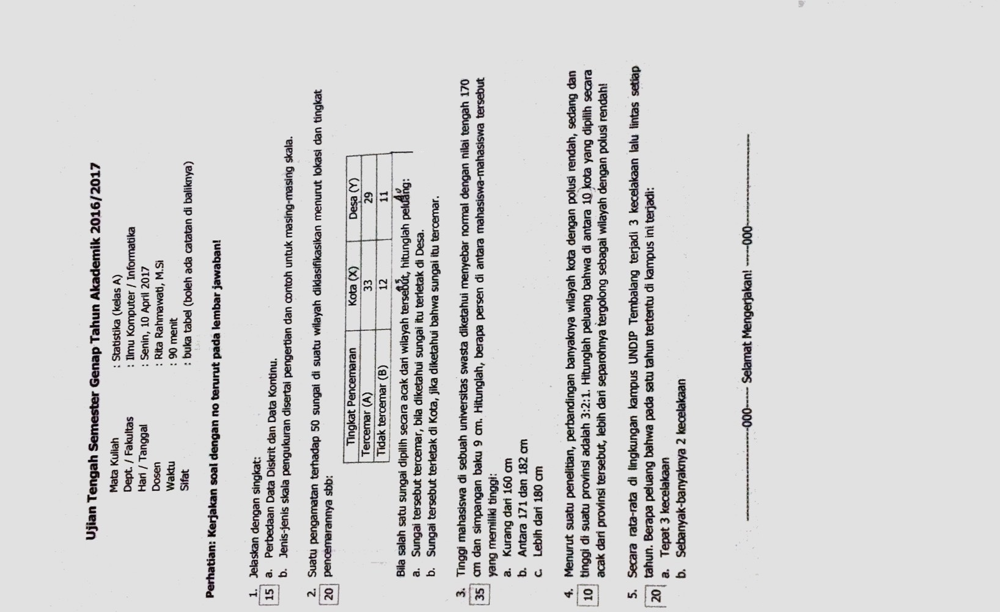 Ujian Tengah Semester Genap Tahun Akademik 2016/2017
Mata Kuliah : Statistika (kelas A)
Dept. / Fakultas : Ilmu Komputer / Informatika
Hari / Tanggal : Senin, 10 April 2017
Dosen : Rita Rahmawati, M.Si
Waktu : 90 menit
Sifat : buka tabel (boleh ada catatan di baliknya)
Perhatian: Kerjakan soal dengan no terurut pada lembar jawaban!
1. Jelaskan dengan singkat:
15 a. Perbedaan Data Diskrit dan Data Kontinu.
b. Jenis-jenis skala pengukuran disertai pengertian dan contoh untuk masing-masing skala.
2. Suatu pengamatan terhadap 50 sungai di suatu wilayah diklasifikasikan menurut lokasi dan tingkat
20 pencemarannya sbb:
Tingkat Pencemaran Kota (X) Desa (Y)
Tercemar (A) 33 29
Tidak tercemar (B) 12 11
45 40
Bila salah satu sungai dipilih secara acak dari wilayah tersebut, hitunglah peluang:
a. Sungai tersebut tercemar, bila diketahui sungai itu terletak di Desa.
b. Sungai tersebut terletak di Kota, jika diketahui bahwa sungai itu tercemar.
3. Tinggi mahasiswa di sebuah universitas swasta diketahui menyebar normal dengan nilai tengah 170
35 cm dan simpangan baku 9 cm. Hitunglah, berapa persen di antara mahasiswa-mahasiswa tersebut
yang memiliki tinggi:
a. Kurang dari 160 cm
b. Antara 171 dan 182 cm
c. Lebih dari 180 cm
4. Menurut suatu penelitian, perbandingan banyaknya wilayah kota dengan polusi rendah, sedang dan
10 tinggi di suatu provinsi adalah 3:2:1. Hitunglah peluang bahwa di antara 10 kota yang dipilih secara
acak dari provinsi tersebut, lebih dari separohnya tergolong sebagai wilayah dengan polusi rendah!
5. Secara rata-rata di lingkungan kampus UNDIP Tembalang terjadi 3 kecelakaan lalu lintas setiap
20 tahun. Berapa peluang bahwa pada satu tahun tertentu di kampus ini terjadi:
a. Tepat 3 kecelakaan
b. Sebanyak-banyaknya 2 kecelakaan
--------------------000---- Selamat Mengerjakan! ----000--------------------